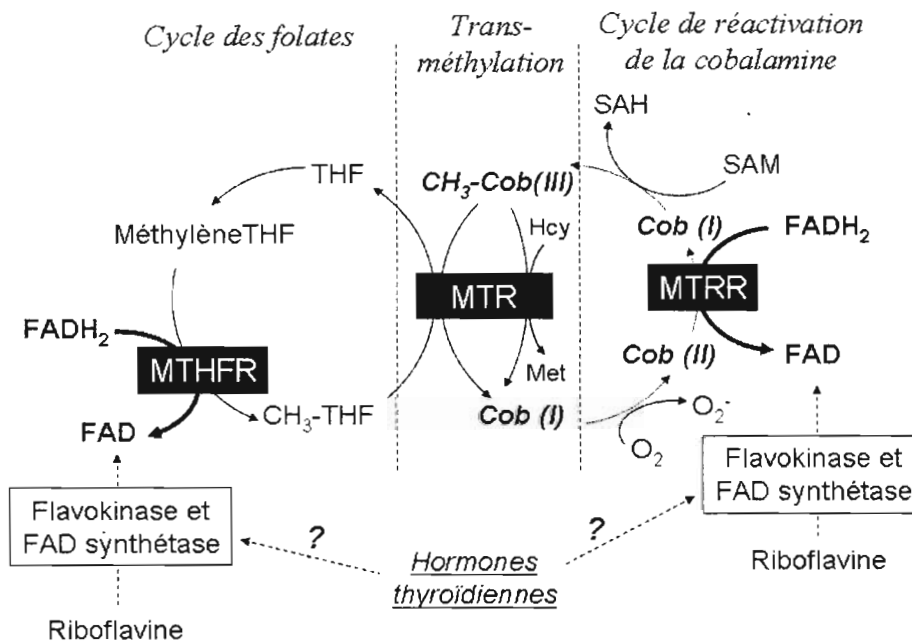 Cycle des folates
Trans-
méthylation
Cycle de réactivation
de la cobalamine
SAH
SAM
THF
CH₃-Cob(III)
MéthylèneTHF
Hcy
Cob (I)
FADH₂
MTR
MTRR
FADH₂
MTHFR
Met
Cob (II)
FAD
FAD
CH₃-THF
Cob (I)
O₂⁻
O₂
Flavokinase et
FAD synthétase
?
Hormones
thyroïdiennes
?
Flavokinase et
FAD synthétase
Riboflavine
Riboflavine